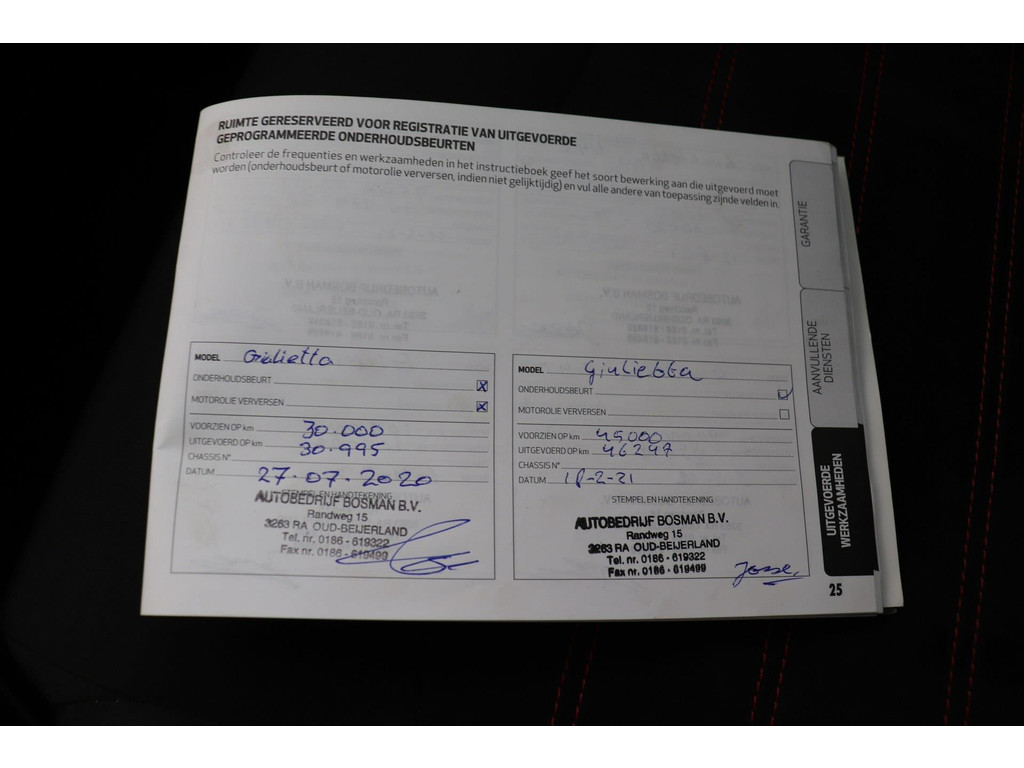 RUIMTE GERESERVEERD VOOR REGISTRATIE VAN UITGEVOERDE
GEPROGRAMMEERDE ONDERHOUDSBEURTEN
Controleer de frequenties en werkzaamheden in het instructieboek geef het soort bewerking aan die uitgevoerd moet
worden (onderhoudsbeurt of motorolie verversen, indien niet gelijktijdig) en vul alle andere van toepassing zijnde velden in.
MODEL Giulietta
ONDERHOUDSBEURT X
MOTOROLIE VERVERSEN X
VOORZIEN OP km 30.000
UITGEVOERD OP km 30.995
CHASSIS N°
DATUM 27-07-2020
STEMPEL EN HANDTEKENING
AUTOBEDRIJF BOSMAN B.V.
Randweg 15
3263 RA OUD-BEIJERLAND
Tel. nr. 0186 - 619322
Fax nr. 0186 - 619499
MODEL Giulietta
ONDERHOUDSBEURT
MOTOROLIE VERVERSEN
VOORZIEN OP km 45000
UITGEVOERD OP km 46247
CHASSIS N°
DATUM 18-2-21
STEMPEL EN HANDTEKENING
AUTOBEDRIJF BOSMAN B.V.
Randweg 15
3263 RA OUD-BEIJERLAND
Tel. nr. 0186 - 619322
Fax nr. 0186 - 619499
GARANTIE
AANVULLENDE
DIENSTEN
UITGEVOERDE
WERKZAAMHEDEN
25